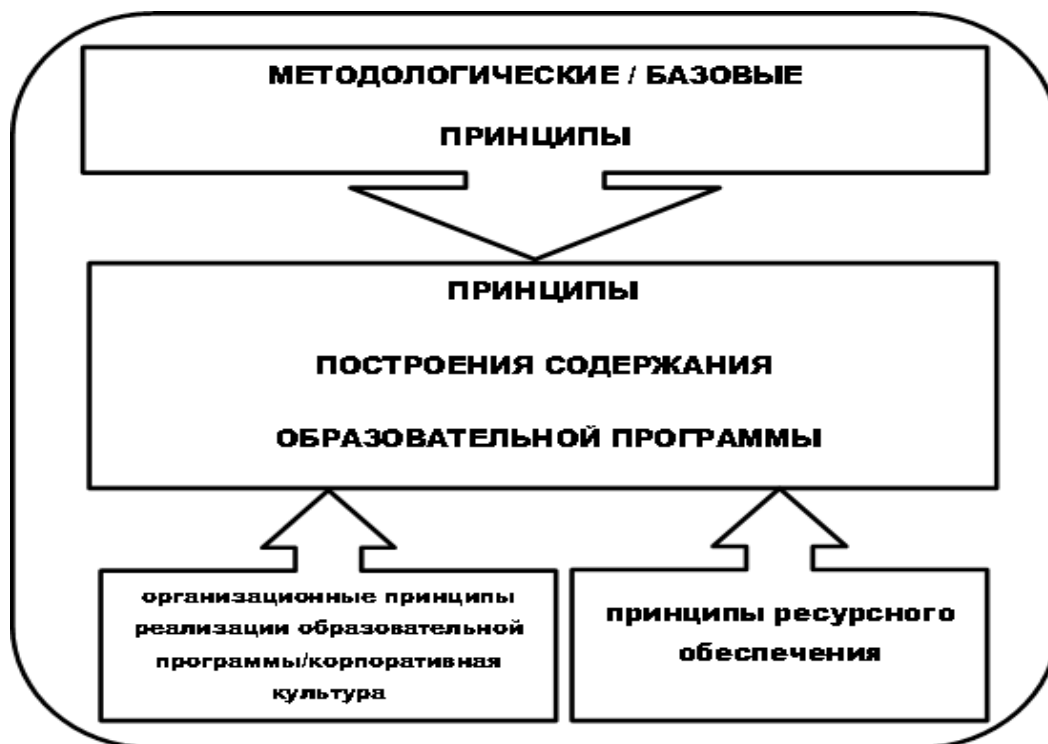 МЕТОДОЛОГИЧЕСКИЕ / БАЗОВЫЕ
ПРИНЦИПЫ
ПРИНЦИПЫ
ПОСТРОЕНИЯ СОДЕРЖАНИЯ
ОБРАЗОВАТЕЛЬНОЙ ПРОГРАММЫ
организационные принципы
реализации образовательной
программы/корпоративная
культура
принципы ресурсного
обеспечения